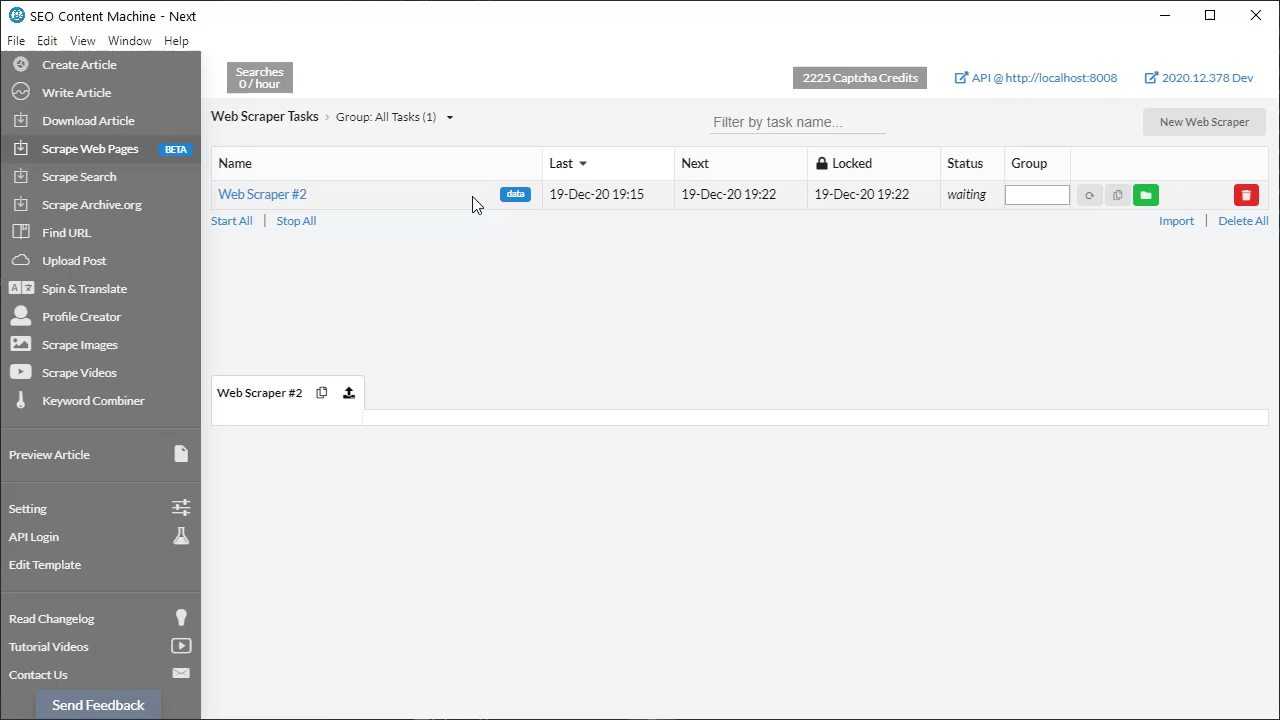 SEO Content Machine - Next
File Edit View Window Help
Create Article
Write Article
Download Article
Scrape Web Pages BETA
Scrape Search
Scrape Archive.org
Find URL
Upload Post
Spin & Translate
Profile Creator
Scrape Images
Scrape Videos
Keyword Combiner
Preview Article
Setting
API Login
Edit Template
Read Changelog
Tutorial Videos
Contact Us
Send Feedback
Searches
0 / hour
2225 Captcha Credits
API @ http://localhost:8008
2020.12.378 Dev
Web Scraper Tasks › Group: All Tasks (1)
Filter by task name...
New Web Scraper
Name Last Next Locked Status Group
Web Scraper #2 data 19-Dec-20 19:15 19-Dec-20 19:22 19-Dec-20 19:22 waiting
Start All | Stop All
Import | Delete All
Web Scraper #2